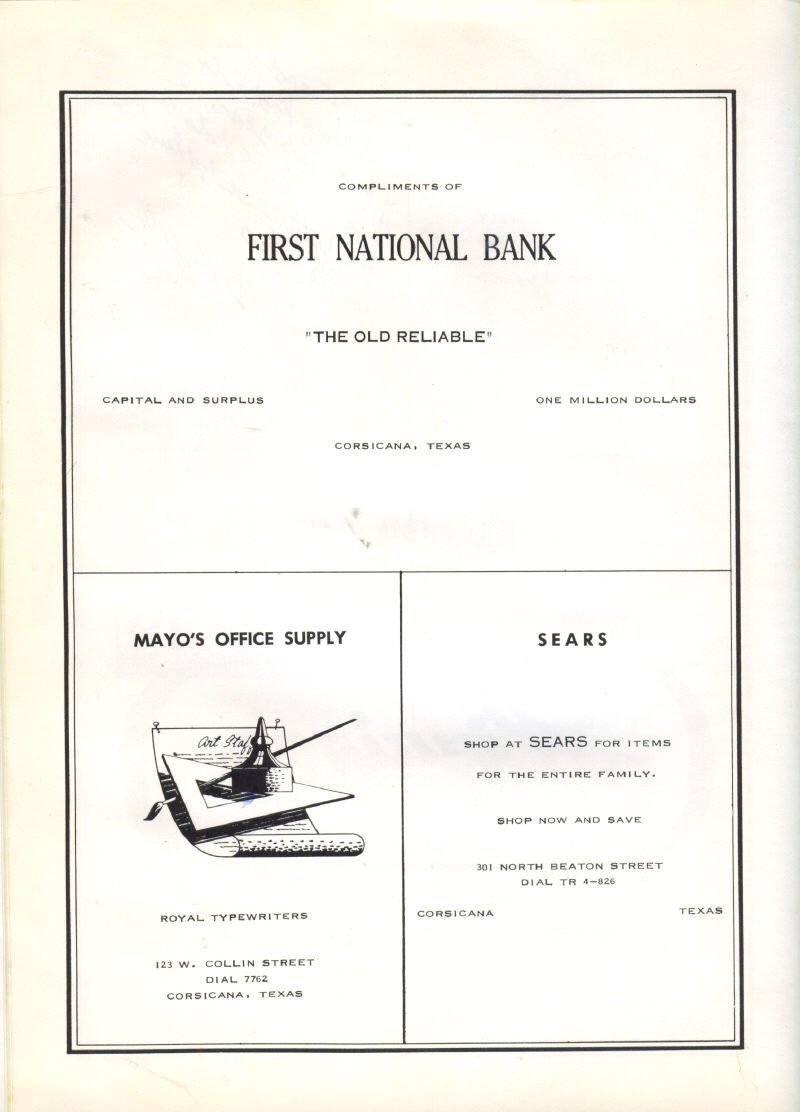 COMPLIMENTS OF
FIRST NATIONAL BANK
"THE OLD RELIABLE"
CAPITAL AND SURPLUS ONE MILLION DOLLARS
CORSICANA, TEXAS
MAYO'S OFFICE SUPPLY
Art Staff
ROYAL TYPEWRITERS
123 W. COLLIN STREET
DIAL 7762
CORSICANA, TEXAS
SEARS
SHOP AT SEARS FOR ITEMS
FOR THE ENTIRE FAMILY.
SHOP NOW AND SAVE
301 NORTH BEATON STREET
DIAL TR 4-826
CORSICANA TEXAS